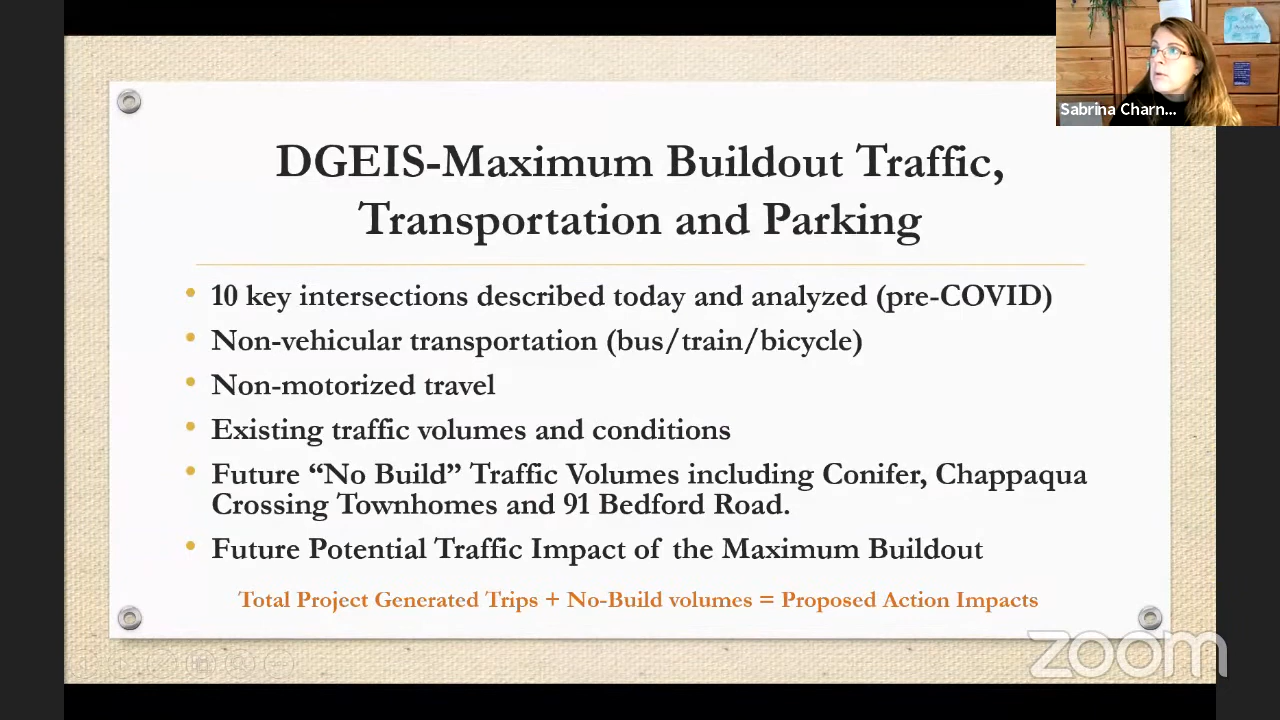 Sabrina Charn...
DGEIS-Maximum Buildout Traffic,
Transportation and Parking
• 10 key intersections described today and analyzed (pre-COVID)
• Non-vehicular transportation (bus/train/bicycle)
• Non-motorized travel
• Existing traffic volumes and conditions
• Future “No Build” Traffic Volumes including Conifer, Chappaqua
Crossing Townhomes and 91 Bedford Road.
• Future Potential Traffic Impact of the Maximum Buildout
Total Project Generated Trips + No-Build volumes = Proposed Action Impacts
zoom